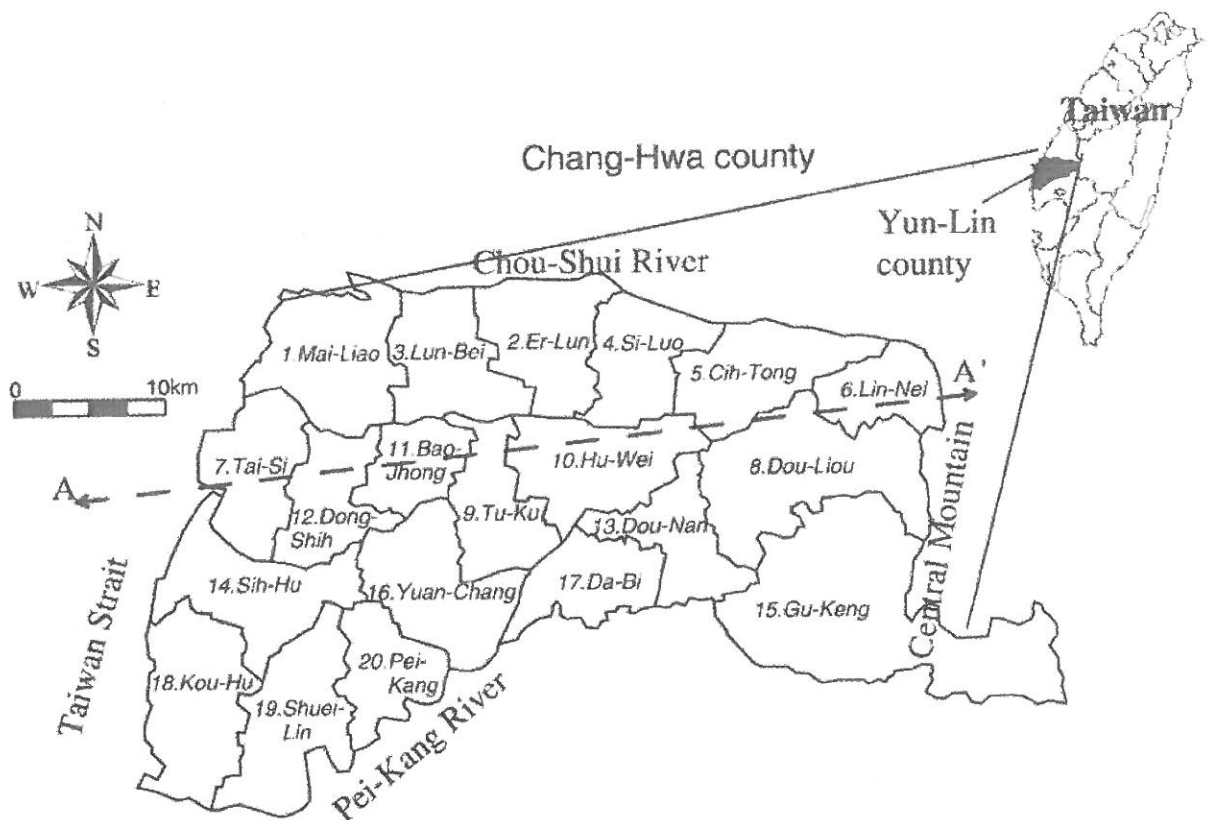 Taiwan
Chang-Hwa county
Yun-Lin
county
N
W
E
S
Chou-Shui River
0
10km
1.Mai-Liao
3.Lun-Bei
2.Er-Lun
4.Si-Luo
5.Cih-Tong
6.Lin-Nei
A'
7.Tai-Si
11.Bao-
Jhong
10.Hu-Wei
8.Dou-Liou
A
12.Dong-
Shih
9.Tu-Ku
13.Dou-Nan
14.Sih-Hu
16.Yuan-Chang
17.Da-Bi
15.Gu-Keng
Central Mountain
Taiwan Strait
18.Kou-Hu
19.Shuei-
Lin
20.Pei-
Kang
Pei-Kang River